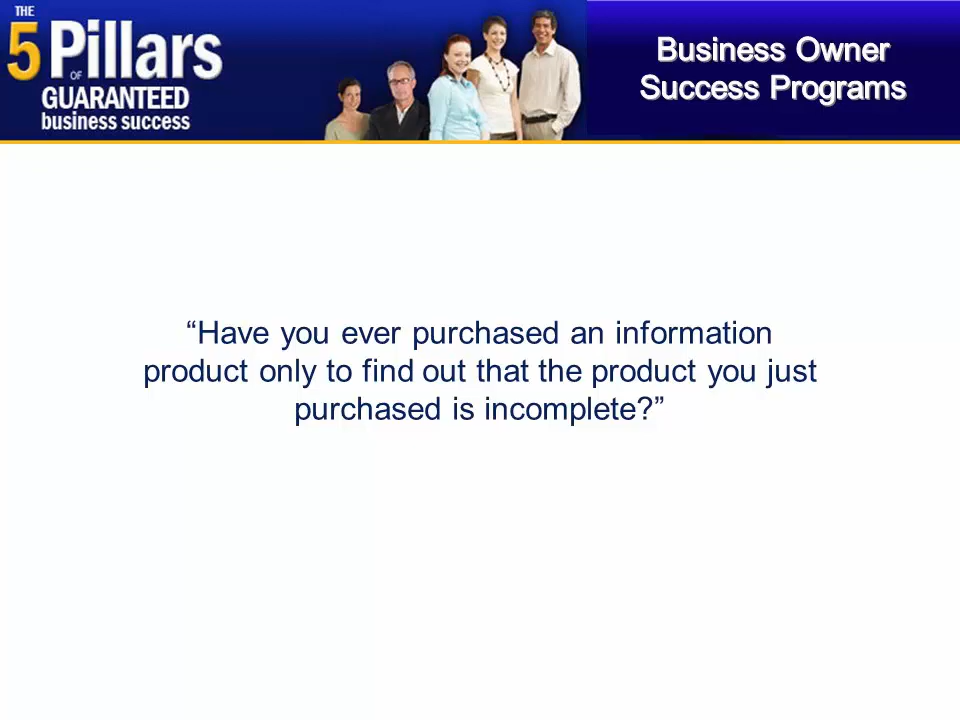 THE
5 Pillars
OF
GUARANTEED
business success
Business Owner
Success Programs
“Have you ever purchased an information
product only to find out that the product you just
purchased is incomplete?”